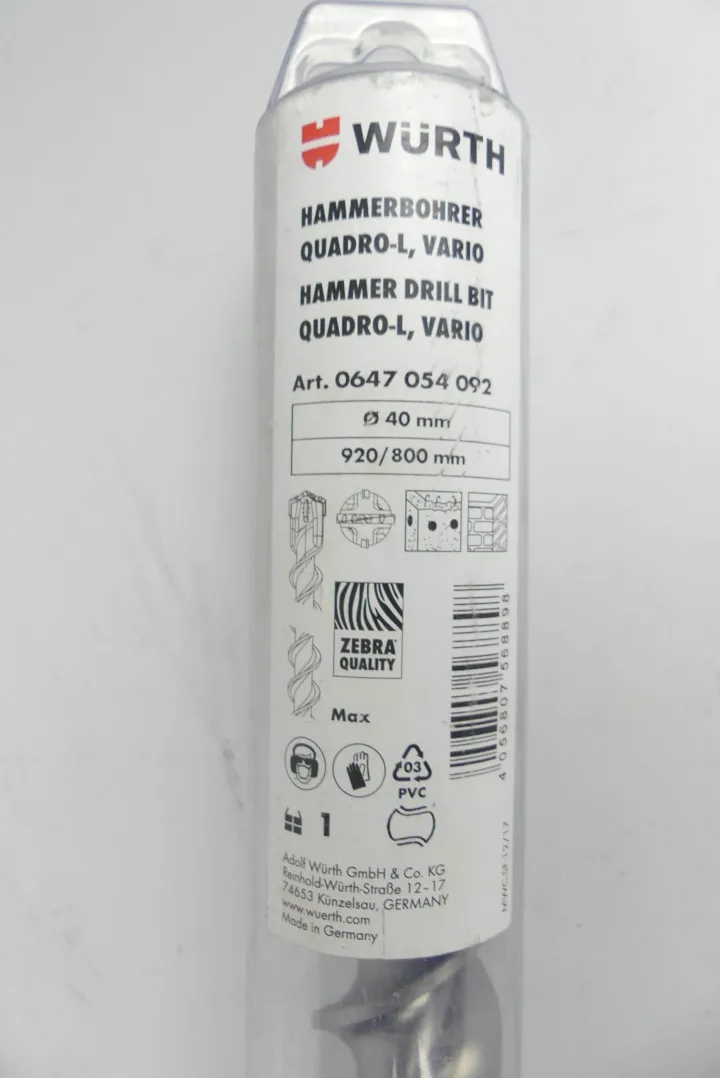 WÜRTH
HAMMERBOHRER
QUADRO-L, VARIO
HAMMER DRILL BIT
QUADRO-L, VARIO
Art. 0647 054 092
Ø 40 mm
920/800 mm
ZEBRA
QUALITY
Max
4 056807 568898
03
PVC
1
Adolf Würth GmbH & Co. KG
Reinhold-Würth-Straße 12-17
74653 Künzelsau, GERMANY
www.wuerth.com
Made in Germany